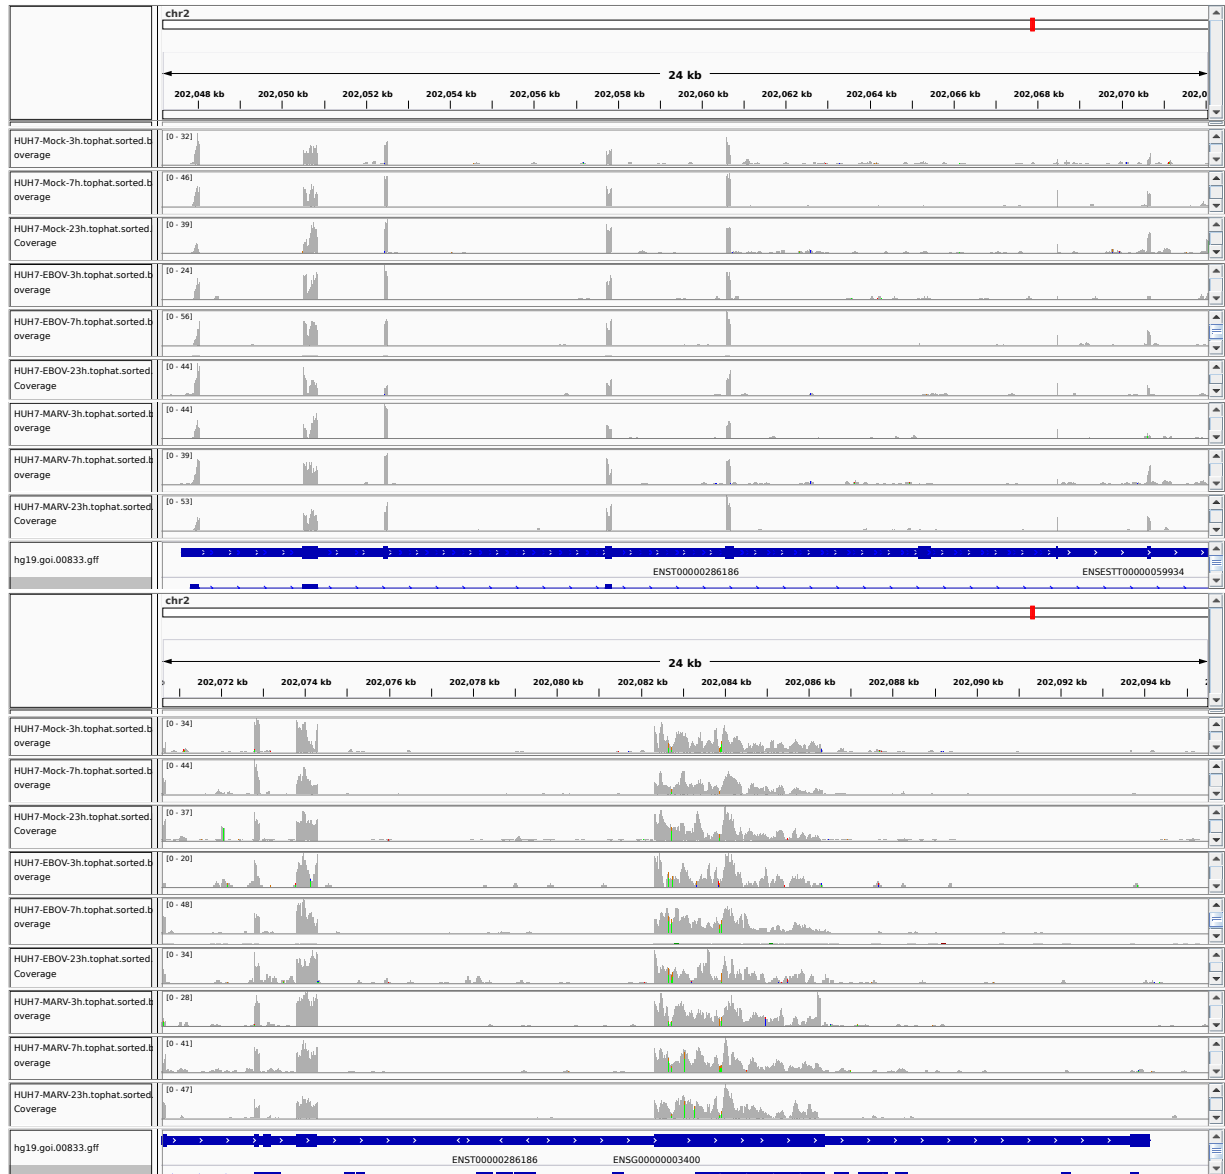 chr2
24 kb
202,048 kb 202,050 kb 202,052 kb 202,054 kb 202,056 kb 202,058 kb 202,060 kb 202,062 kb 202,064 kb 202,066 kb 202,068 kb 202,070 kb 202,0
HUH7-Mock-3h.tophat.sorted.b
overage
[0 - 32]
HUH7-Mock-7h.tophat.sorted.b
overage
[0 - 46]
HUH7-Mock-23h.tophat.sorted.
Coverage
[0 - 39]
HUH7-EBOV-3h.tophat.sorted.b
overage
[0 - 24]
HUH7-EBOV-7h.tophat.sorted.b
overage
[0 - 56]
HUH7-EBOV-23h.tophat.sorted.
Coverage
[0 - 44]
HUH7-MARV-3h.tophat.sorted.b
overage
[0 - 44]
HUH7-MARV-7h.tophat.sorted.b
overage
[0 - 39]
HUH7-MARV-23h.tophat.sorted.
Coverage
[0 - 53]
hg19.goi.00833.gff
ENST00000286186 ENSESTT00000059934
chr2
24 kb
202,072 kb 202,074 kb 202,076 kb 202,078 kb 202,080 kb 202,082 kb 202,084 kb 202,086 kb 202,088 kb 202,090 kb 202,092 kb 202,094 kb
HUH7-Mock-3h.tophat.sorted.b
overage
[0 - 34]
HUH7-Mock-7h.tophat.sorted.b
overage
[0 - 44]
HUH7-Mock-23h.tophat.sorted.
Coverage
[0 - 37]
HUH7-EBOV-3h.tophat.sorted.b
overage
[0 - 20]
HUH7-EBOV-7h.tophat.sorted.b
overage
[0 - 48]
HUH7-EBOV-23h.tophat.sorted.
Coverage
[0 - 34]
HUH7-MARV-3h.tophat.sorted.b
overage
[0 - 28]
HUH7-MARV-7h.tophat.sorted.b
overage
[0 - 41]
HUH7-MARV-23h.tophat.sorted.
Coverage
[0 - 47]
hg19.goi.00833.gff
ENST00000286186 ENSG00000003400